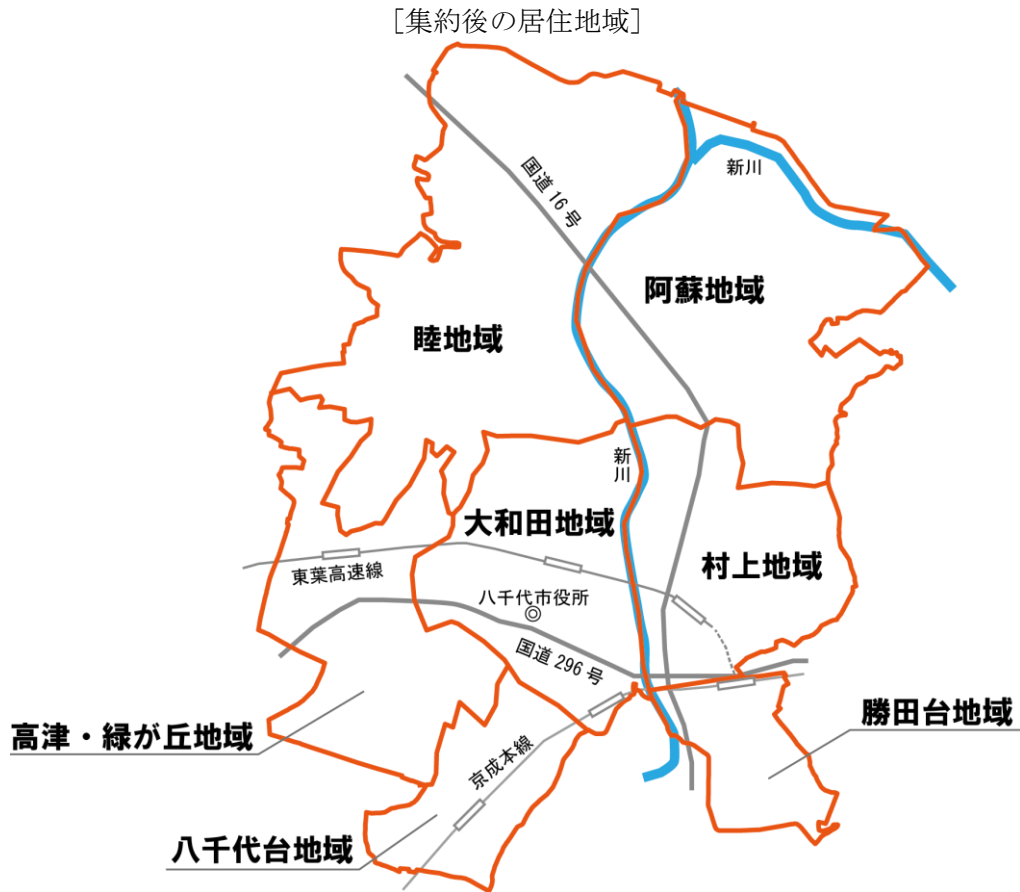 [集約後の居住地域]
国道16号
新川
阿蘇地域
睦地域
新川
大和田地域
村上地域
東葉高速線
八千代市役所
国道296号
高津・緑が丘地域
勝田台地域
京成本線
八千代台地域